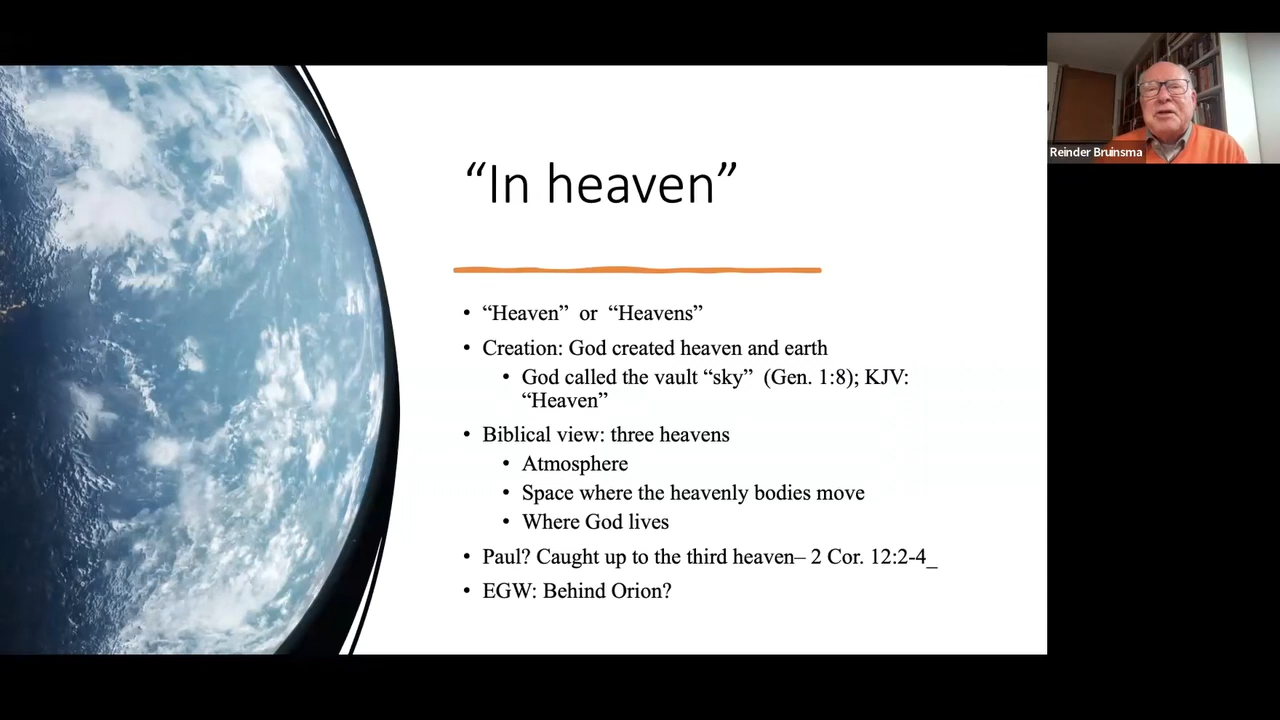 “In heaven”
• “Heaven”  or  “Heavens”
• Creation: God created heaven and earth
• God called the vault “sky”  (Gen. 1:8); KJV:
“Heaven”
• Biblical view: three heavens
• Atmosphere
• Space where the heavenly bodies move
• Where God lives
• Paul? Caught up to the third heaven– 2 Cor. 12:2-4_
• EGW: Behind Orion?
Reinder Bruinsma